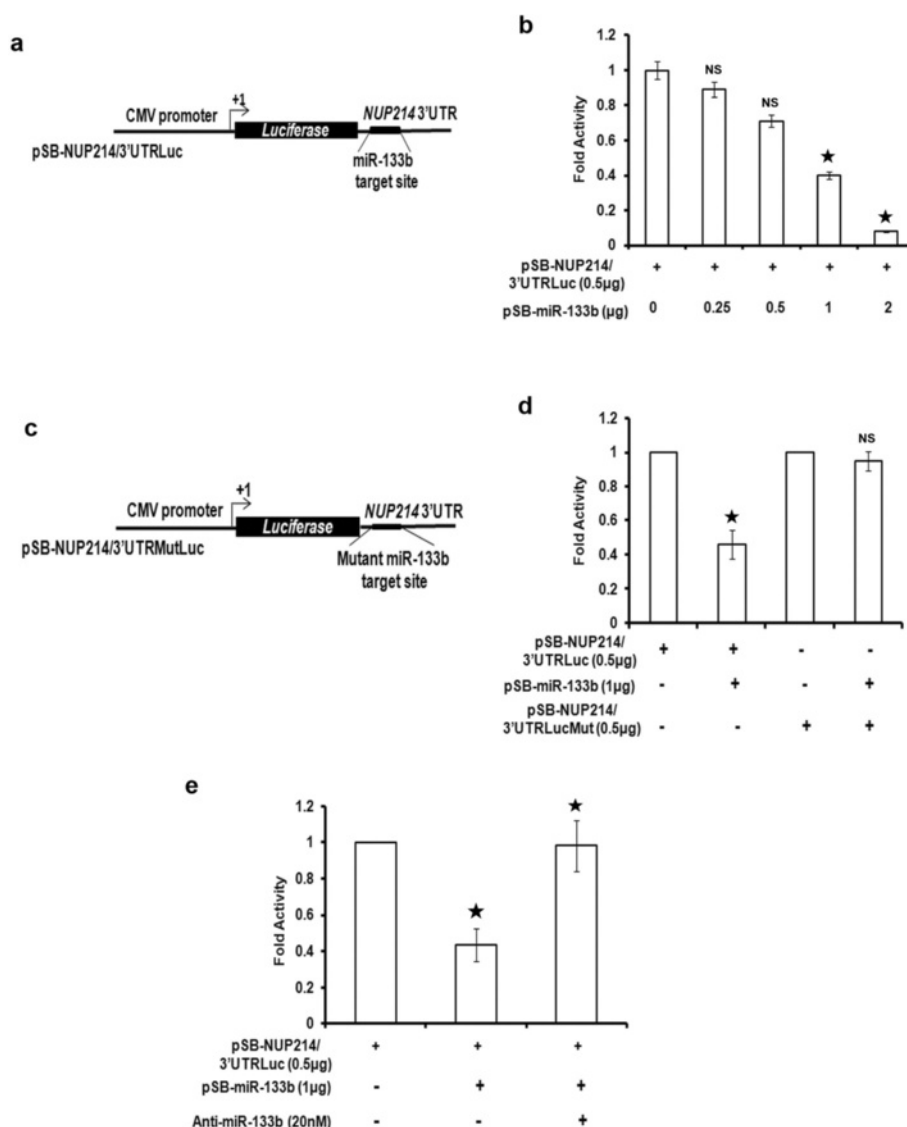 a
CMV promoter
+1
Luciferase
NUP214 3'UTR
pSB-NUP214/3'UTRLuc
miR-133b
target site
b
Fold Activity
1.2
1
0.8
0.6
0.4
0.2
0
NS
NS
★
★
pSB-NUP214/
3'UTRLuc (0.5µg)
+ + + + +
pSB-miR-133b (µg)
0 0.25 0.5 1 2
c
CMV promoter
+1
Luciferase
NUP214 3'UTR
pSB-NUP214/3'UTRMutLuc
Mutant miR-133b
target site
d
Fold Activity
1.2
1
0.8
0.6
0.4
0.2
0
★
NS
pSB-NUP214/
3'UTRLuc (0.5µg)
+ + - -
pSB-miR-133b (1µg)
- + - +
pSB-NUP214/
3'UTRLucMut (0.5µg)
- - + +
e
Fold Activity
1.2
1
0.8
0.6
0.4
0.2
0
★
★
pSB-NUP214/
3'UTRLuc (0.5µg)
+ + +
pSB-miR-133b (1µg)
- + +
Anti-miR-133b (20nM)
- - +